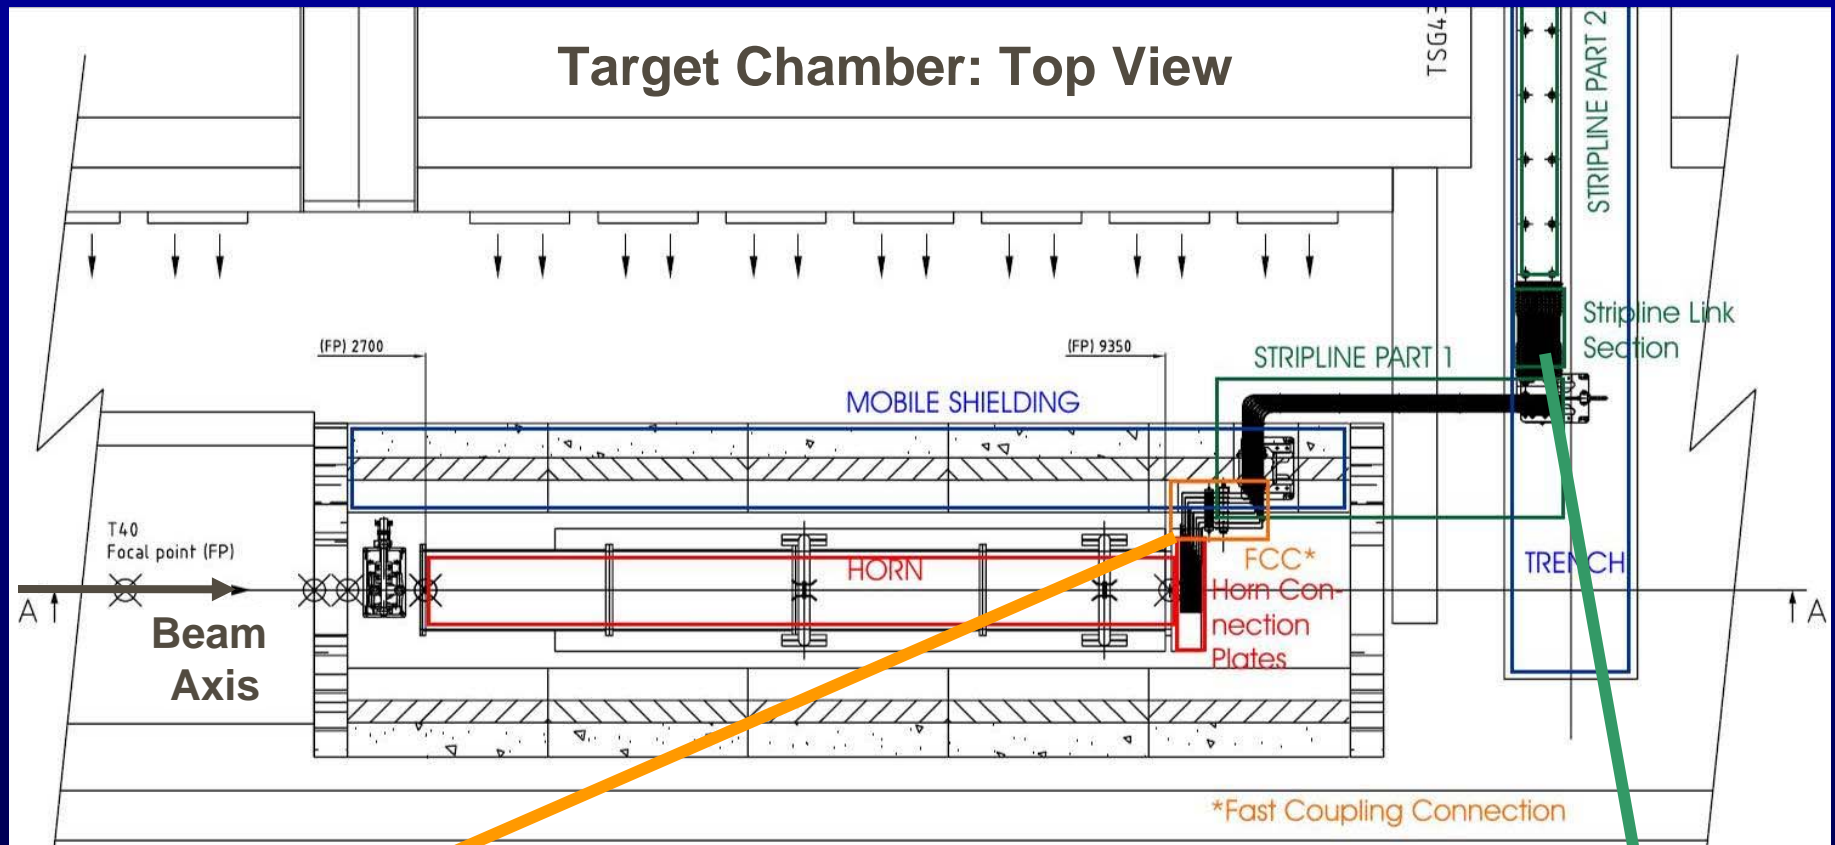 Target Chamber: Top View
STRIPLINE PART 2
Stripline Link
Section
(FP) 2700
(FP) 9350
STRIPLINE PART 1
MOBILE SHIELDING
T40
Focal point (FP)
HORN
FCC*
TRENCH
Horn Con-
nection
Plates
A
A
Beam
Axis
*Fast Coupling Connection